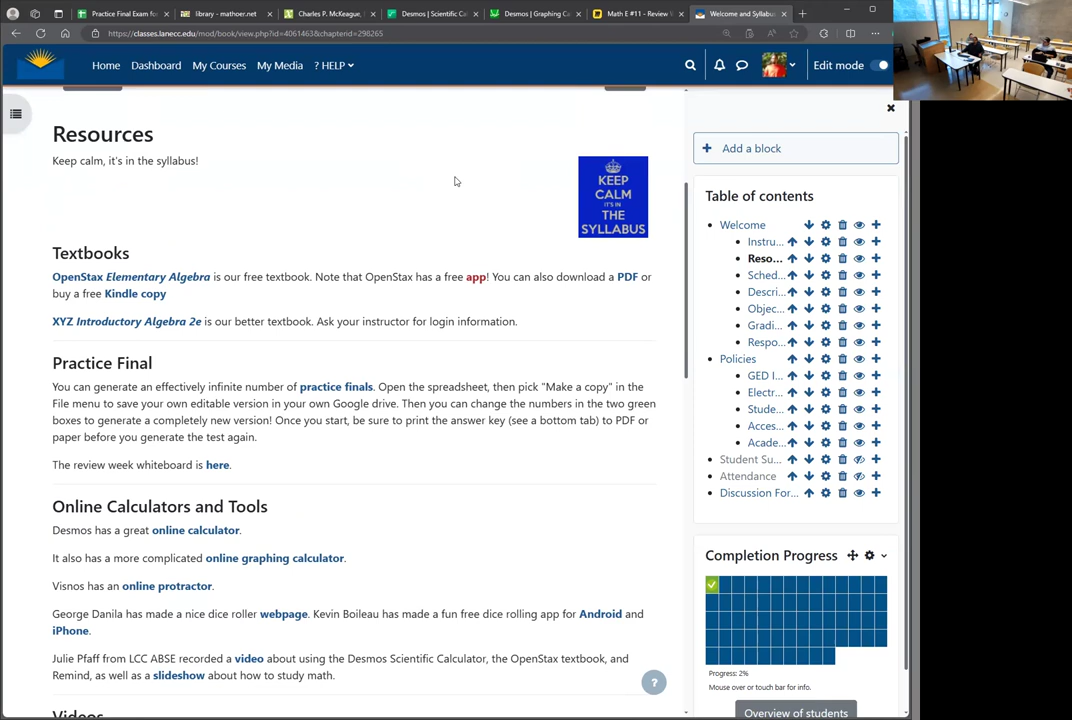 Practice Final Exam for
library - mathoer.net
Charles P. McKeague,
Desmos | Scientific Ca
Desmos | Graphing Ca
Math E #11 - Review
Welcome and Syllabu
https://classes.lanecc.edu/mod/book/view.php?id=4061463&chapterid=298265
Home Dashboard My Courses My Media ? HELP
Edit mode
Resources
Keep calm, it's in the syllabus!
KEEP
CALM
IT'S IN
THE
SYLLABUS
Textbooks
OpenStax Elementary Algebra is our free textbook. Note that OpenStax has a free app! You can also download a PDF or
buy a free Kindle copy
XYZ Introductory Algebra 2e is our better textbook. Ask your instructor for login information.
Practice Final
You can generate an effectively infinite number of practice finals. Open the spreadsheet, then pick "Make a copy" in the
File menu to save your own editable version in your own Google drive. Then you can change the numbers in the two green
boxes to generate a completely new version! Once you start, be sure to print the answer key (see a bottom tab) to PDF or
paper before you generate the test again.
The review week whiteboard is here.
Online Calculators and Tools
Desmos has a great online calculator.
It also has a more complicated online graphing calculator.
Visnos has an online protractor.
George Danila has made a nice dice roller webpage. Kevin Boileau has made a fun free dice rolling app for Android and
iPhone.
Julie Pfaff from LCC ABSE recorded a video about using the Desmos Scientific Calculator, the OpenStax textbook, and
Remind, as well as a slideshow about how to study math.
Videos
?
Add a block
Table of contents
Welcome
Instru...
Reso...
Sched...
Descri...
Objec...
Gradi...
Respo...
Policies
GED I...
Electr...
Stude...
Acces...
Acade...
Student Su...
Attendance
Discussion For...
Completion Progress
Progress: 2%
Mouse over or touch bar for info.
Overview of students